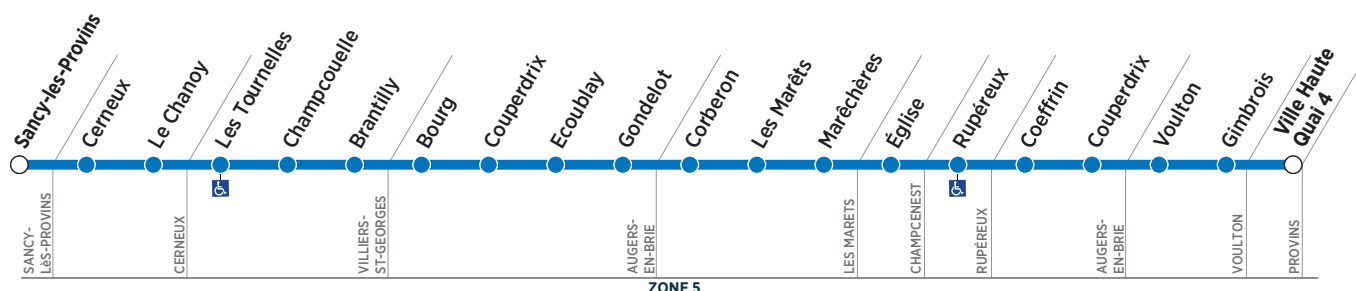 Sancy-les-Provins
Cerneux
Le Chanoy
Les Tournelles
Champcouelle
Brantilly
Bourg
Couperdrix
Ecoublay
Gondelot
Corberon
Les Marêts
Marêchères
Église
Rupéreux
Coeffrin
Couperdrix
Voulton
Gimbrois
Ville Haute
Quai 4
SANCY-
Lès-PROVINS
CERNEUX
VILLIERS-
ST-GEORGES
AUGERS-
EN-BRIE
LES MARETS
CHAMPCENEST
RUPÉREUX
AUGERS-
EN-BRIE
VOULTON
PROVINS
ZONE 5